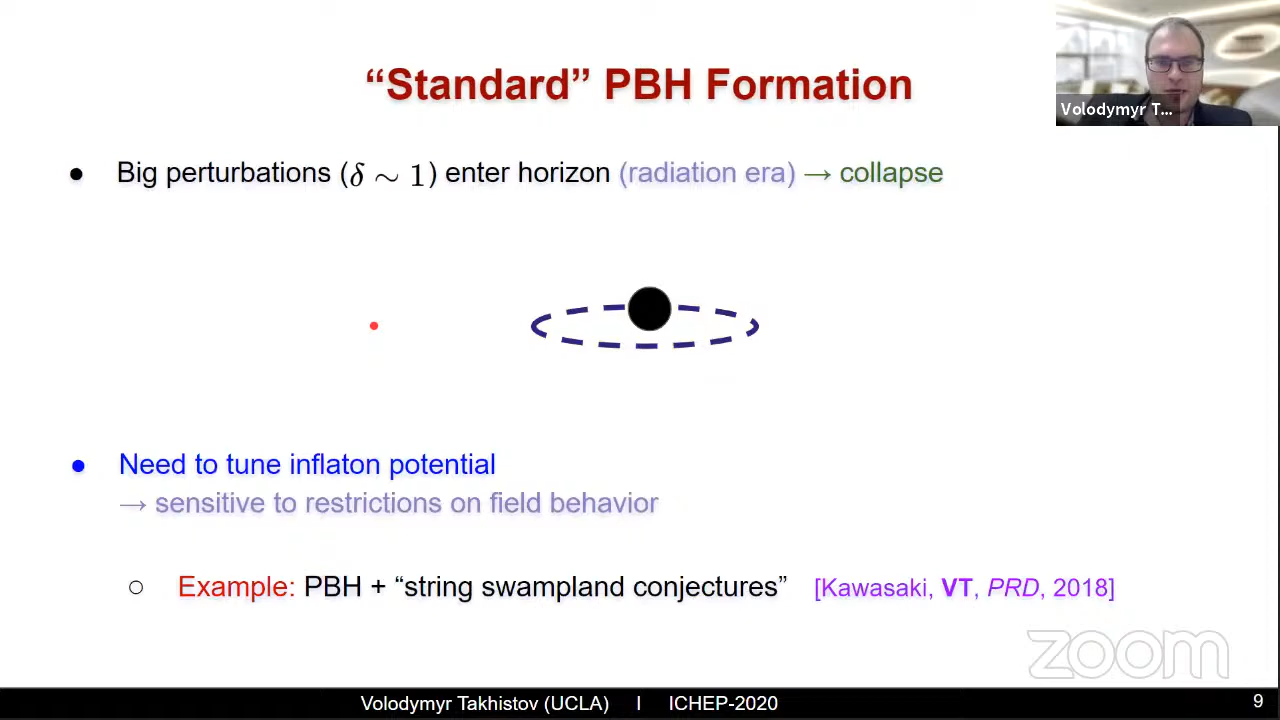 “Standard” PBH Formation
Volodymyr T...
● Big perturbations (δ ∼ 1) enter horizon (radiation era) → collapse
● Need to tune inflaton potential
→ sensitive to restrictions on field behavior
○ Example: PBH + “string swampland conjectures” [Kawasaki, VT, PRD, 2018]
zoom
Volodymyr Takhistov (UCLA) I ICHEP-2020 9